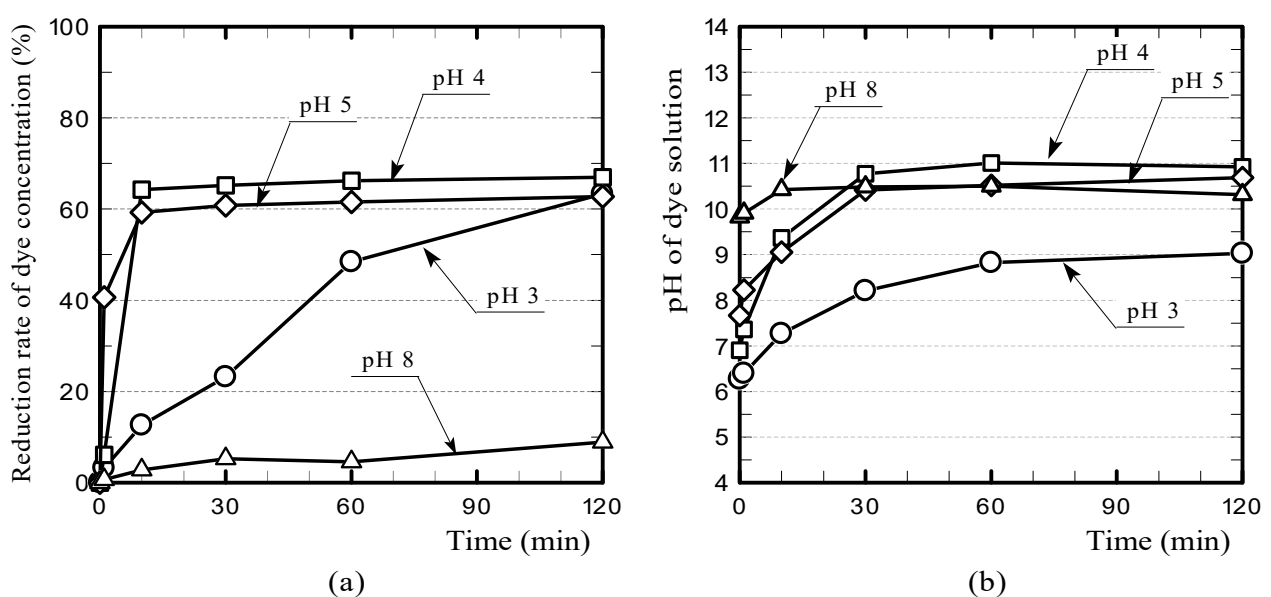 Reduction rate of dye concentration (%)
100
80
60
40
20
0
pH 4
pH 5
pH 3
pH 8
0
30
60
90
120
Time (min)
(a)
pH of dye solution
14
13
12
11
10
9
8
7
6
5
4
pH 4
pH 5
pH 8
pH 3
0
30
60
90
120
Time (min)
(b)